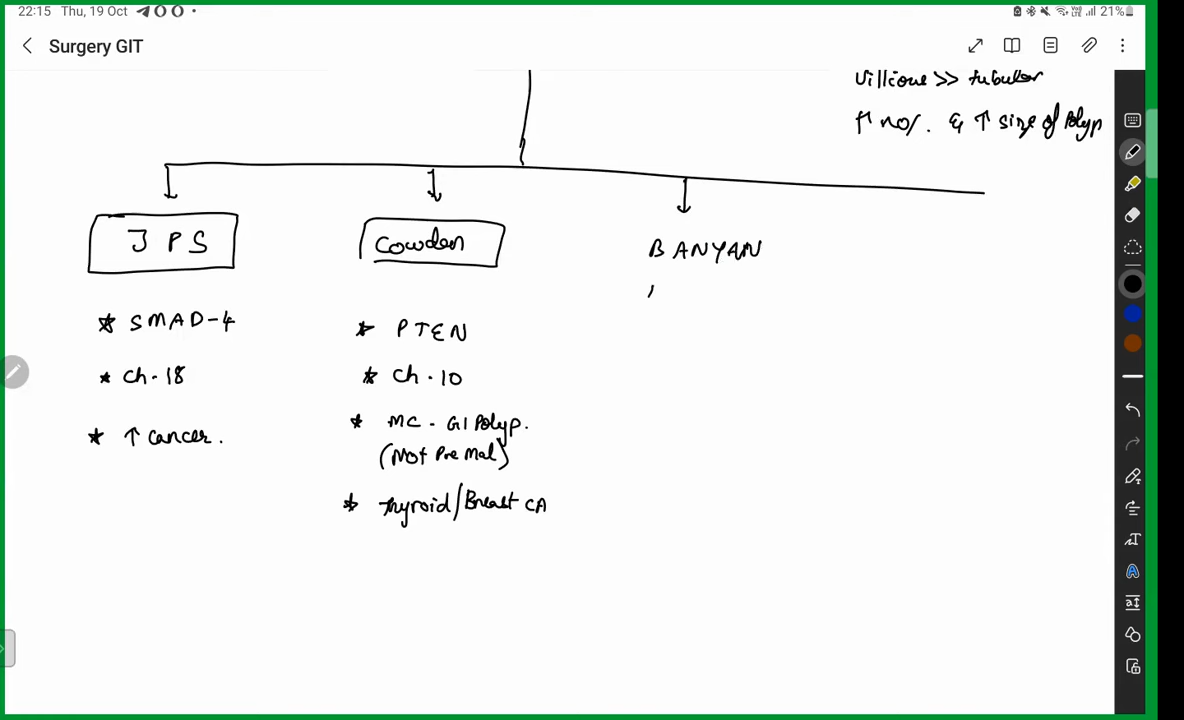 22:15 Thu, 19 Oct
21%
Surgery GIT
Villious >> tubular
↑ no/. & ↑ size of Polyp
JPS
Cowden
BANYAN
* SMAD-4
* PTEN
* Ch-18
* Ch-10
* ↑ Cancer.
* MC - GI Polyp.
(Not Pre Mal)
* Thyroid/Breast CA